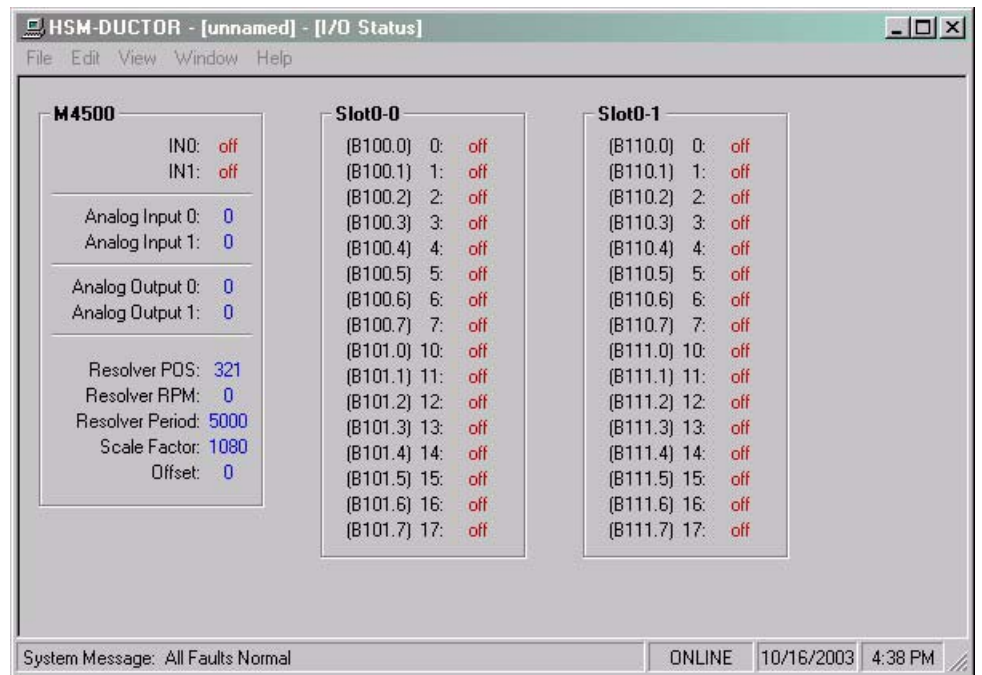 HSM-DUCTOR - [unnamed] - [I/O Status]
File Edit View Window Help
M4500
IN0: off
IN1: off
Analog Input 0: 0
Analog Input 1: 0
Analog Output 0: 0
Analog Output 1: 0
Resolver POS: 321
Resolver RPM: 0
Resolver Period: 5000
Scale Factor: 1080
Offset: 0
Slot0-0
(B100.0) 0: off
(B100.1) 1: off
(B100.2) 2: off
(B100.3) 3: off
(B100.4) 4: off
(B100.5) 5: off
(B100.6) 6: off
(B100.7) 7: off
(B101.0) 10: off
(B101.1) 11: off
(B101.2) 12: off
(B101.3) 13: off
(B101.4) 14: off
(B101.5) 15: off
(B101.6) 16: off
(B101.7) 17: off
Slot0-1
(B110.0) 0: off
(B110.1) 1: off
(B110.2) 2: off
(B110.3) 3: off
(B110.4) 4: off
(B110.5) 5: off
(B110.6) 6: off
(B110.7) 7: off
(B111.0) 10: off
(B111.1) 11: off
(B111.2) 12: off
(B111.3) 13: off
(B111.4) 14: off
(B111.5) 15: off
(B111.6) 16: off
(B111.7) 17: off
System Message: All Faults Normal ONLINE 10/16/2003 4:38 PM